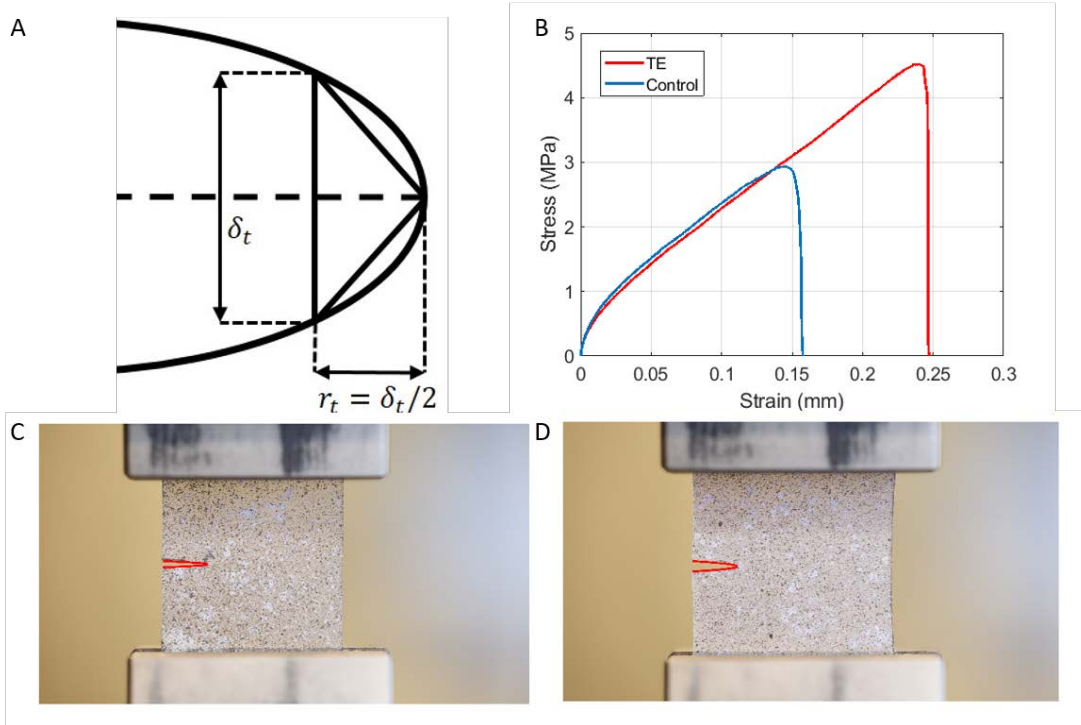 A
δt
rt = δt/2
B
TE
Control
Stress (MPa)
5
4
3
2
1
0
0 0.05 0.1 0.15 0.2 0.25 0.3
Strain (mm)
C
D